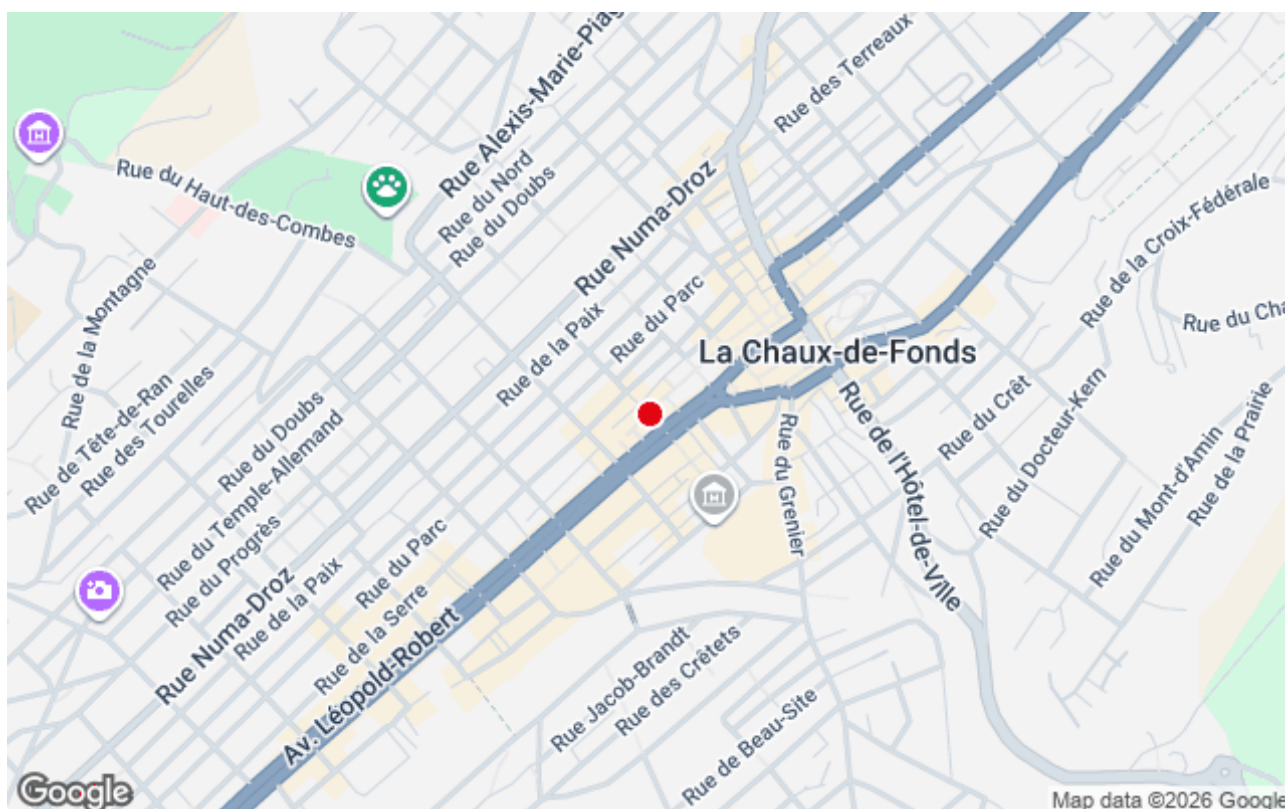 Rue Alexis-Marie-Piag
Rue des Terreaux
Rue du Haut-des-Combes
Rue du Nord
Rue du Doubs
Rue Numa-Droz
Rue de la Croix-Fédérale
Rue du Cha
Rue de la Montagne
Rue de la Paix
Rue du Parc
La Chaux-de-Fonds
Rue de Tête-de-Ran
Rue des Tourelles
Rue du Doubs
Rue du Temple-Allemand
Rue du Progrès
Rue Numa-Droz
Rue de la Paix
Rue du Parc
Rue de la Serre
Av. Léopold-Robert
Rue du Grenier
Rue de l'Hôtel-de-Ville
Rue du Crêt
Rue du Docteur-Kern
Rue du Mont-d'Amin
Rue de la Prairie
Rue Jacob-Brandt
Rue des Crêtets
Rue de Beau-Site
Google
Map data ©2026 Google